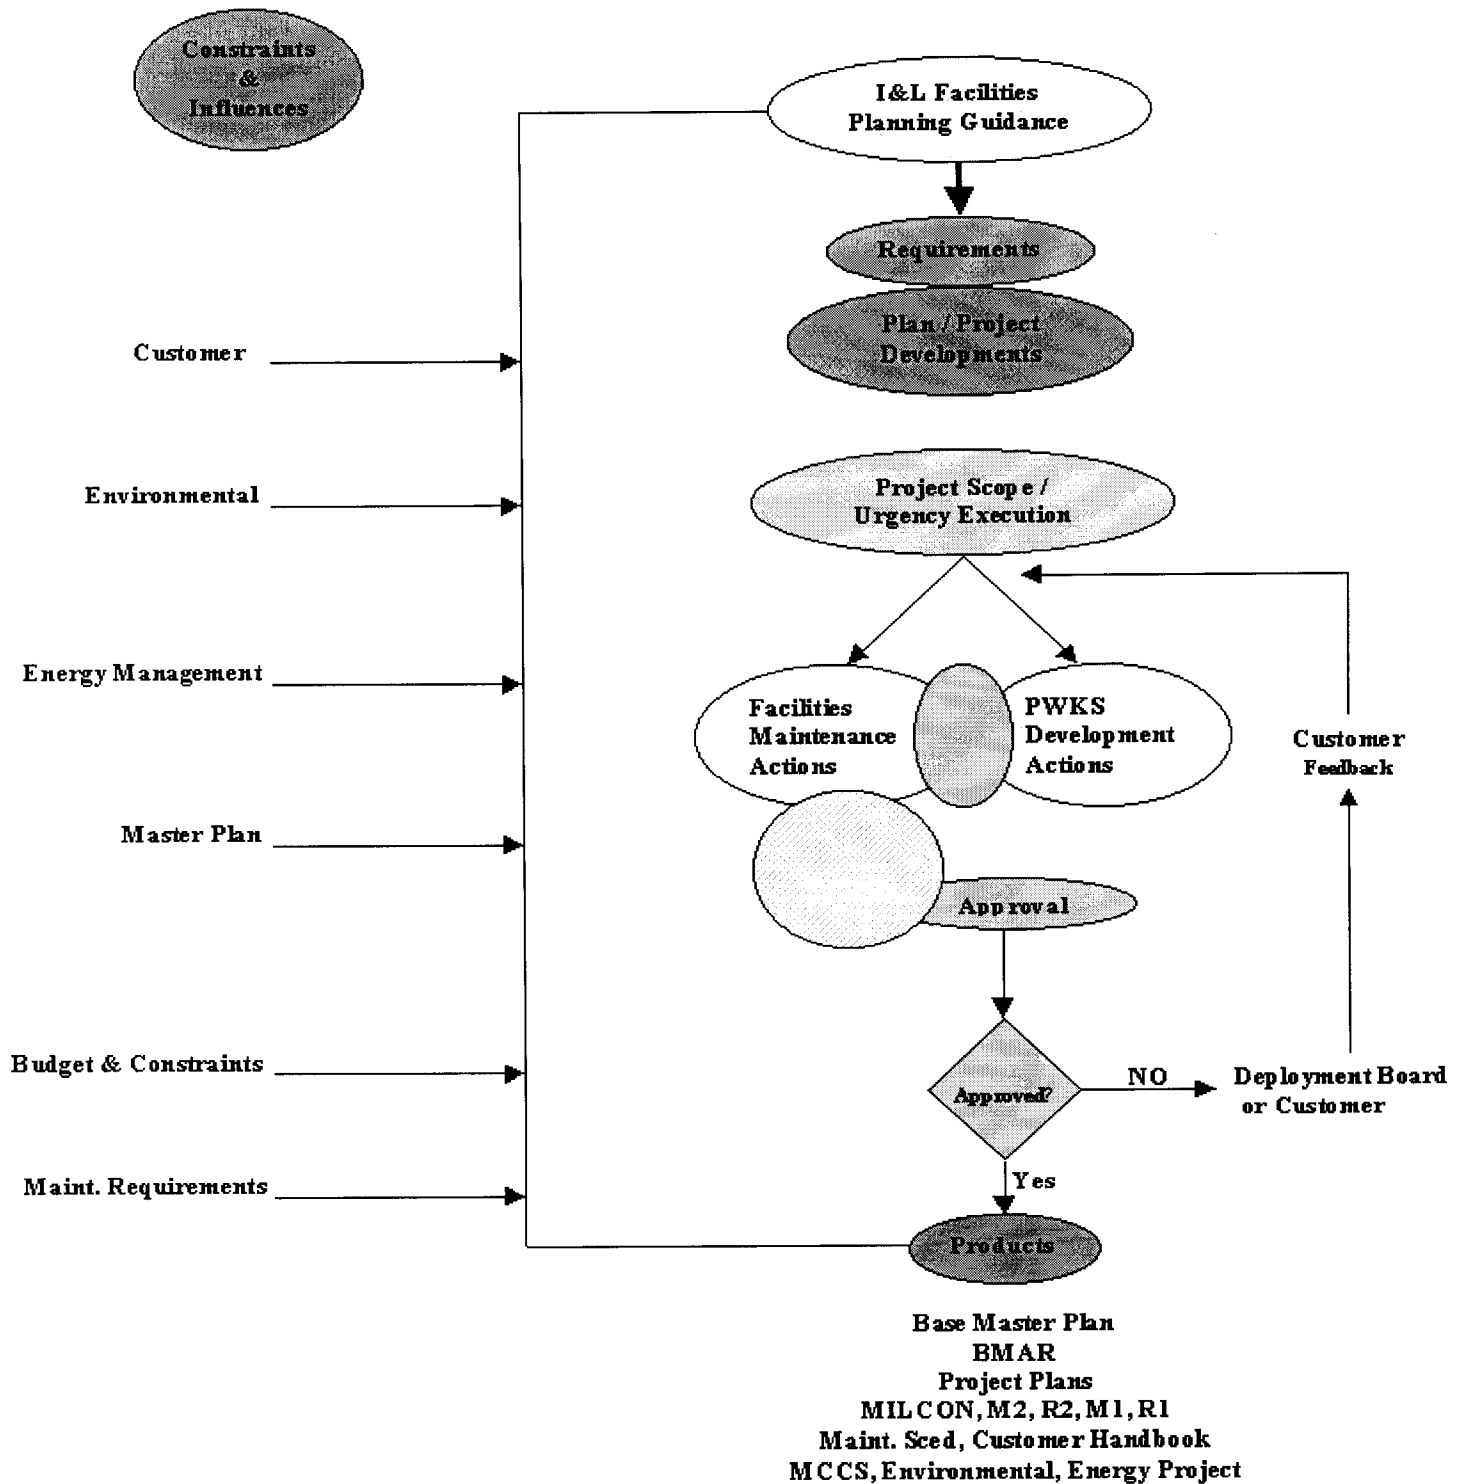 Constraints
&
Influences
I&L Facilities
Planning Guidance
Requirements
Plan / Project
Developments
Customer
Environmental
Project Scope /
Urgency Execution
Energy Management
Facilities
Maintenance
Actions
PWKS
Development
Actions
Customer
Feedback
Master Plan
Approval
Budget & Constraints
Approved?
NO
Deployment Board
or Customer
Maint. Requirements
Yes
Products
Base Master Plan
BMAR
Project Plans
MILCON, M2, R2, M1, R1
Maint. Sced, Customer Handbook
MCCS, Environmental, Energy Project